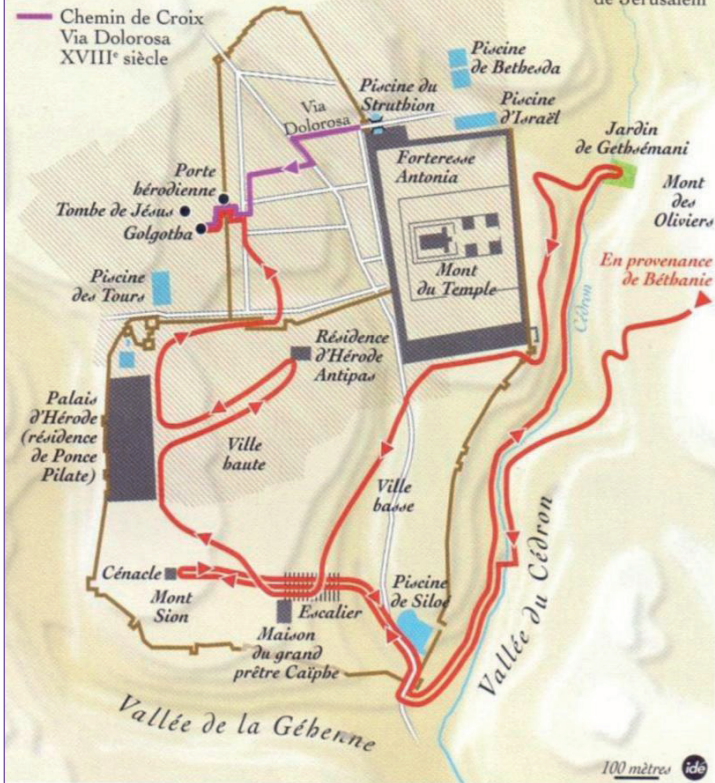 de Jérusalem
Chemin de Croix
Via Dolorosa
XVIIIe siècle
Piscine
de Bethesda
Piscine du
Struthion
Piscine
d'Israël
Via
Dolorosa
Jardin
de Gethsémani
Forteresse
Antonia
Mont
des
Oliviers
Porte
hérodienne
Tombe de Jésus
Golgotha
En provenance
de Béthanie
Mont
du Temple
Piscine
des Tours
Cédron
Résidence
d'Hérode
Antipas
Palais
d'Hérode
(résidence
de Ponce
Pilate)
Ville
haute
Ville
basse
Cénacle
Mont
Sion
Escalier
Piscine
de Siloé
Maison
du grand
prêtre Caïphe
Vallée du Cédron
Vallée de la Géhenne
100 mètres
idé